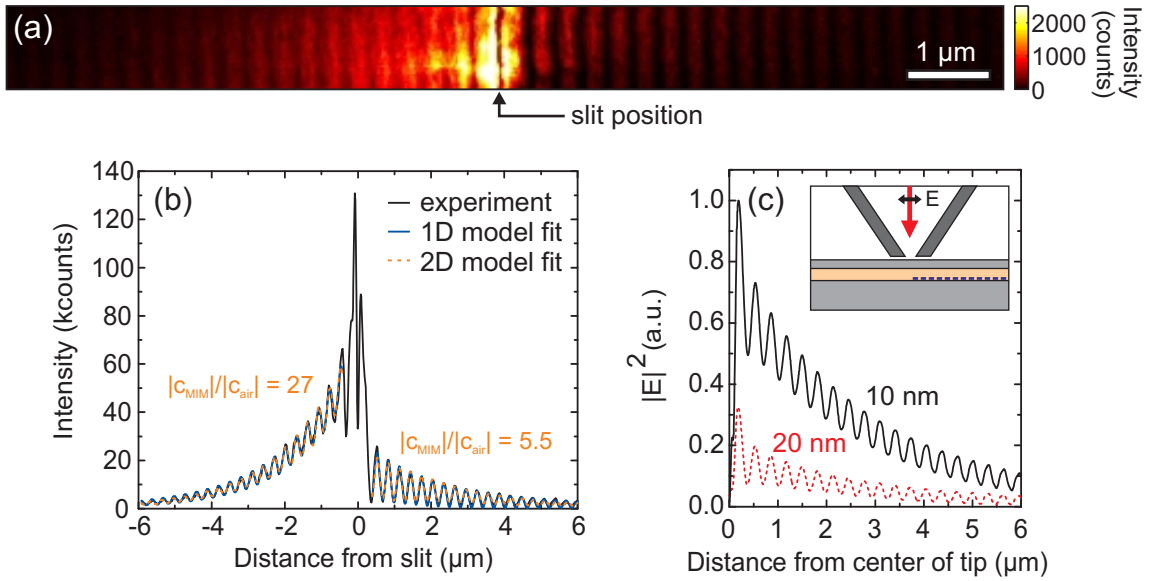 (a)
1 µm
slit position
Intensity
(counts)
2000
1000
0
(b)
Intensity (kcounts)
140
120
100
80
60
40
20
0
experiment
1D model fit
2D model fit
|c_MIM|/|c_air| = 27
|c_MIM|/|c_air| = 5.5
-6 -4 -2 0 2 4 6
Distance from slit (µm)
(c)
|E|² (a.u.)
1.0
0.8
0.6
0.4
0.2
0.0
E
10 nm
20 nm
0 1 2 3 4 5 6
Distance from center of tip (µm)